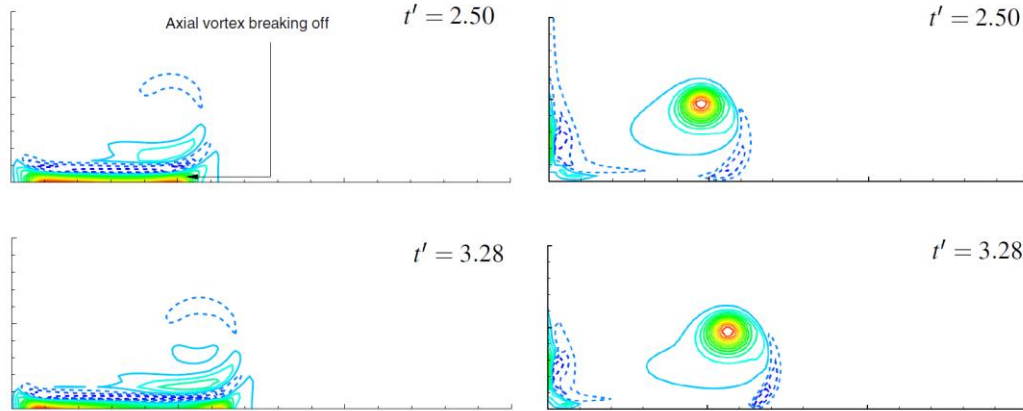 Axial vortex breaking off
t′ = 2.50
t′ = 2.50
t′ = 3.28
t′ = 3.28